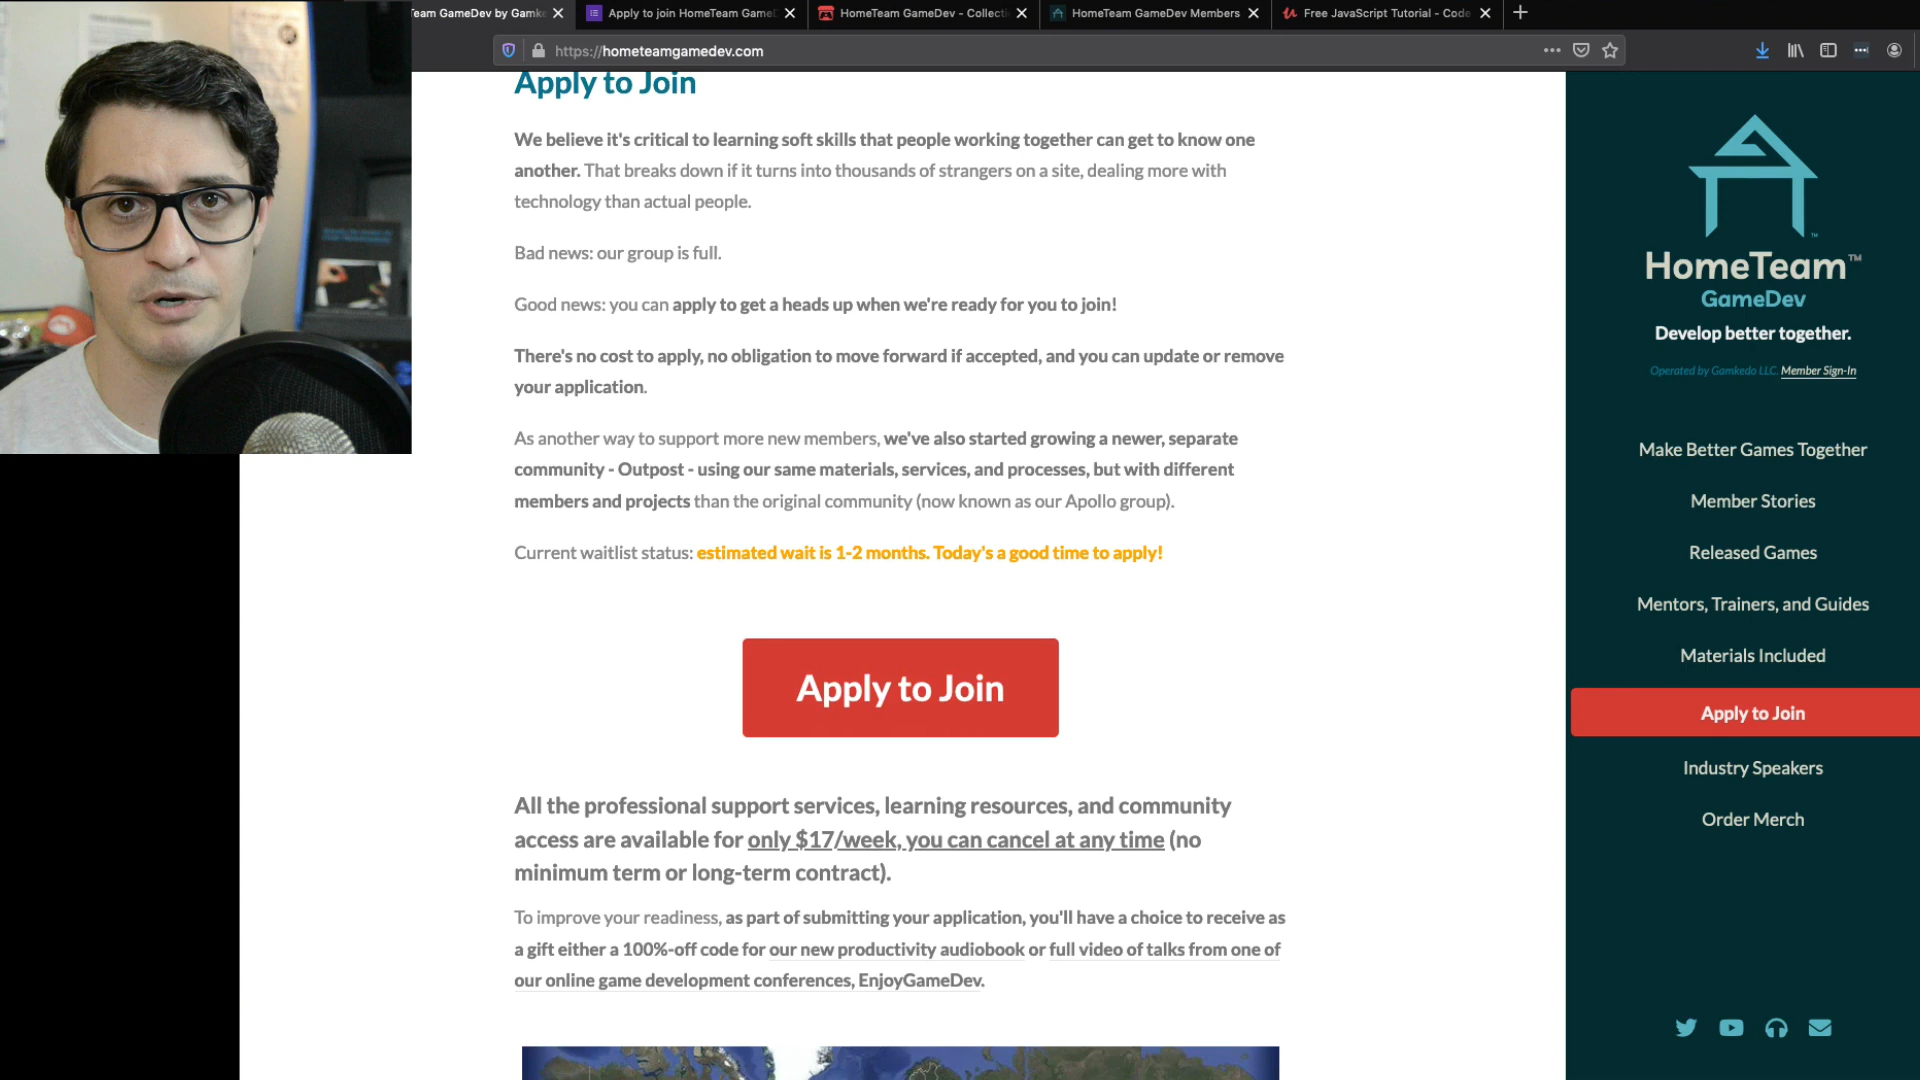 Team GameDev by Gamke
Apply to join HomeTeam GameD
HomeTeam GameDev - Collecti
HomeTeam GameDev Members
Free JavaScript Tutorial - Code
https://hometeamgamedev.com
Apply to Join
We believe it's critical to learning soft skills that people working together can get to know one
another. That breaks down if it turns into thousands of strangers on a site, dealing more with
technology than actual people.
Bad news: our group is full.
Good news: you can apply to get a heads up when we're ready for you to join!
There's no cost to apply, no obligation to move forward if accepted, and you can update or remove
your application.
As another way to support more new members, we've also started growing a newer, separate
community - Outpost - using our same materials, services, and processes, but with different
members and projects than the original community (now known as our Apollo group).
Current waitlist status: estimated wait is 1-2 months. Today's a good time to apply!
Apply to Join
All the professional support services, learning resources, and community
access are available for only $17/week, you can cancel at any time (no
minimum term or long-term contract).
To improve your readiness, as part of submitting your application, you'll have a choice to receive as
a gift either a 100%-off code for our new productivity audiobook or full video of talks from one of
our online game development conferences, EnjoyGameDev.
HomeTeam™
GameDev
Develop better together.
Operated by Gamkedo LLC. Member Sign-In
Make Better Games Together
Member Stories
Released Games
Mentors, Trainers, and Guides
Materials Included
Apply to Join
Industry Speakers
Order Merch